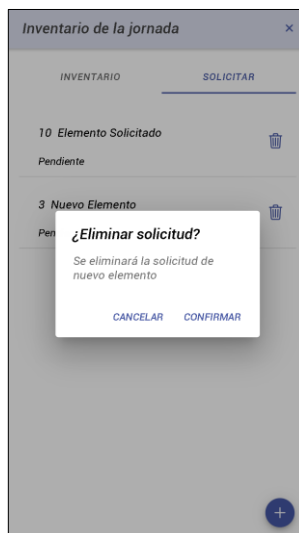 Inventario de la jornada ×
INVENTARIO SOLICITAR
10 Elemento Solicitado
Pendiente
3 Nuevo Elemento
Pen
¿Eliminar solicitud?
Se eliminará la solicitud de
nuevo elemento
CANCELAR CONFIRMAR
+